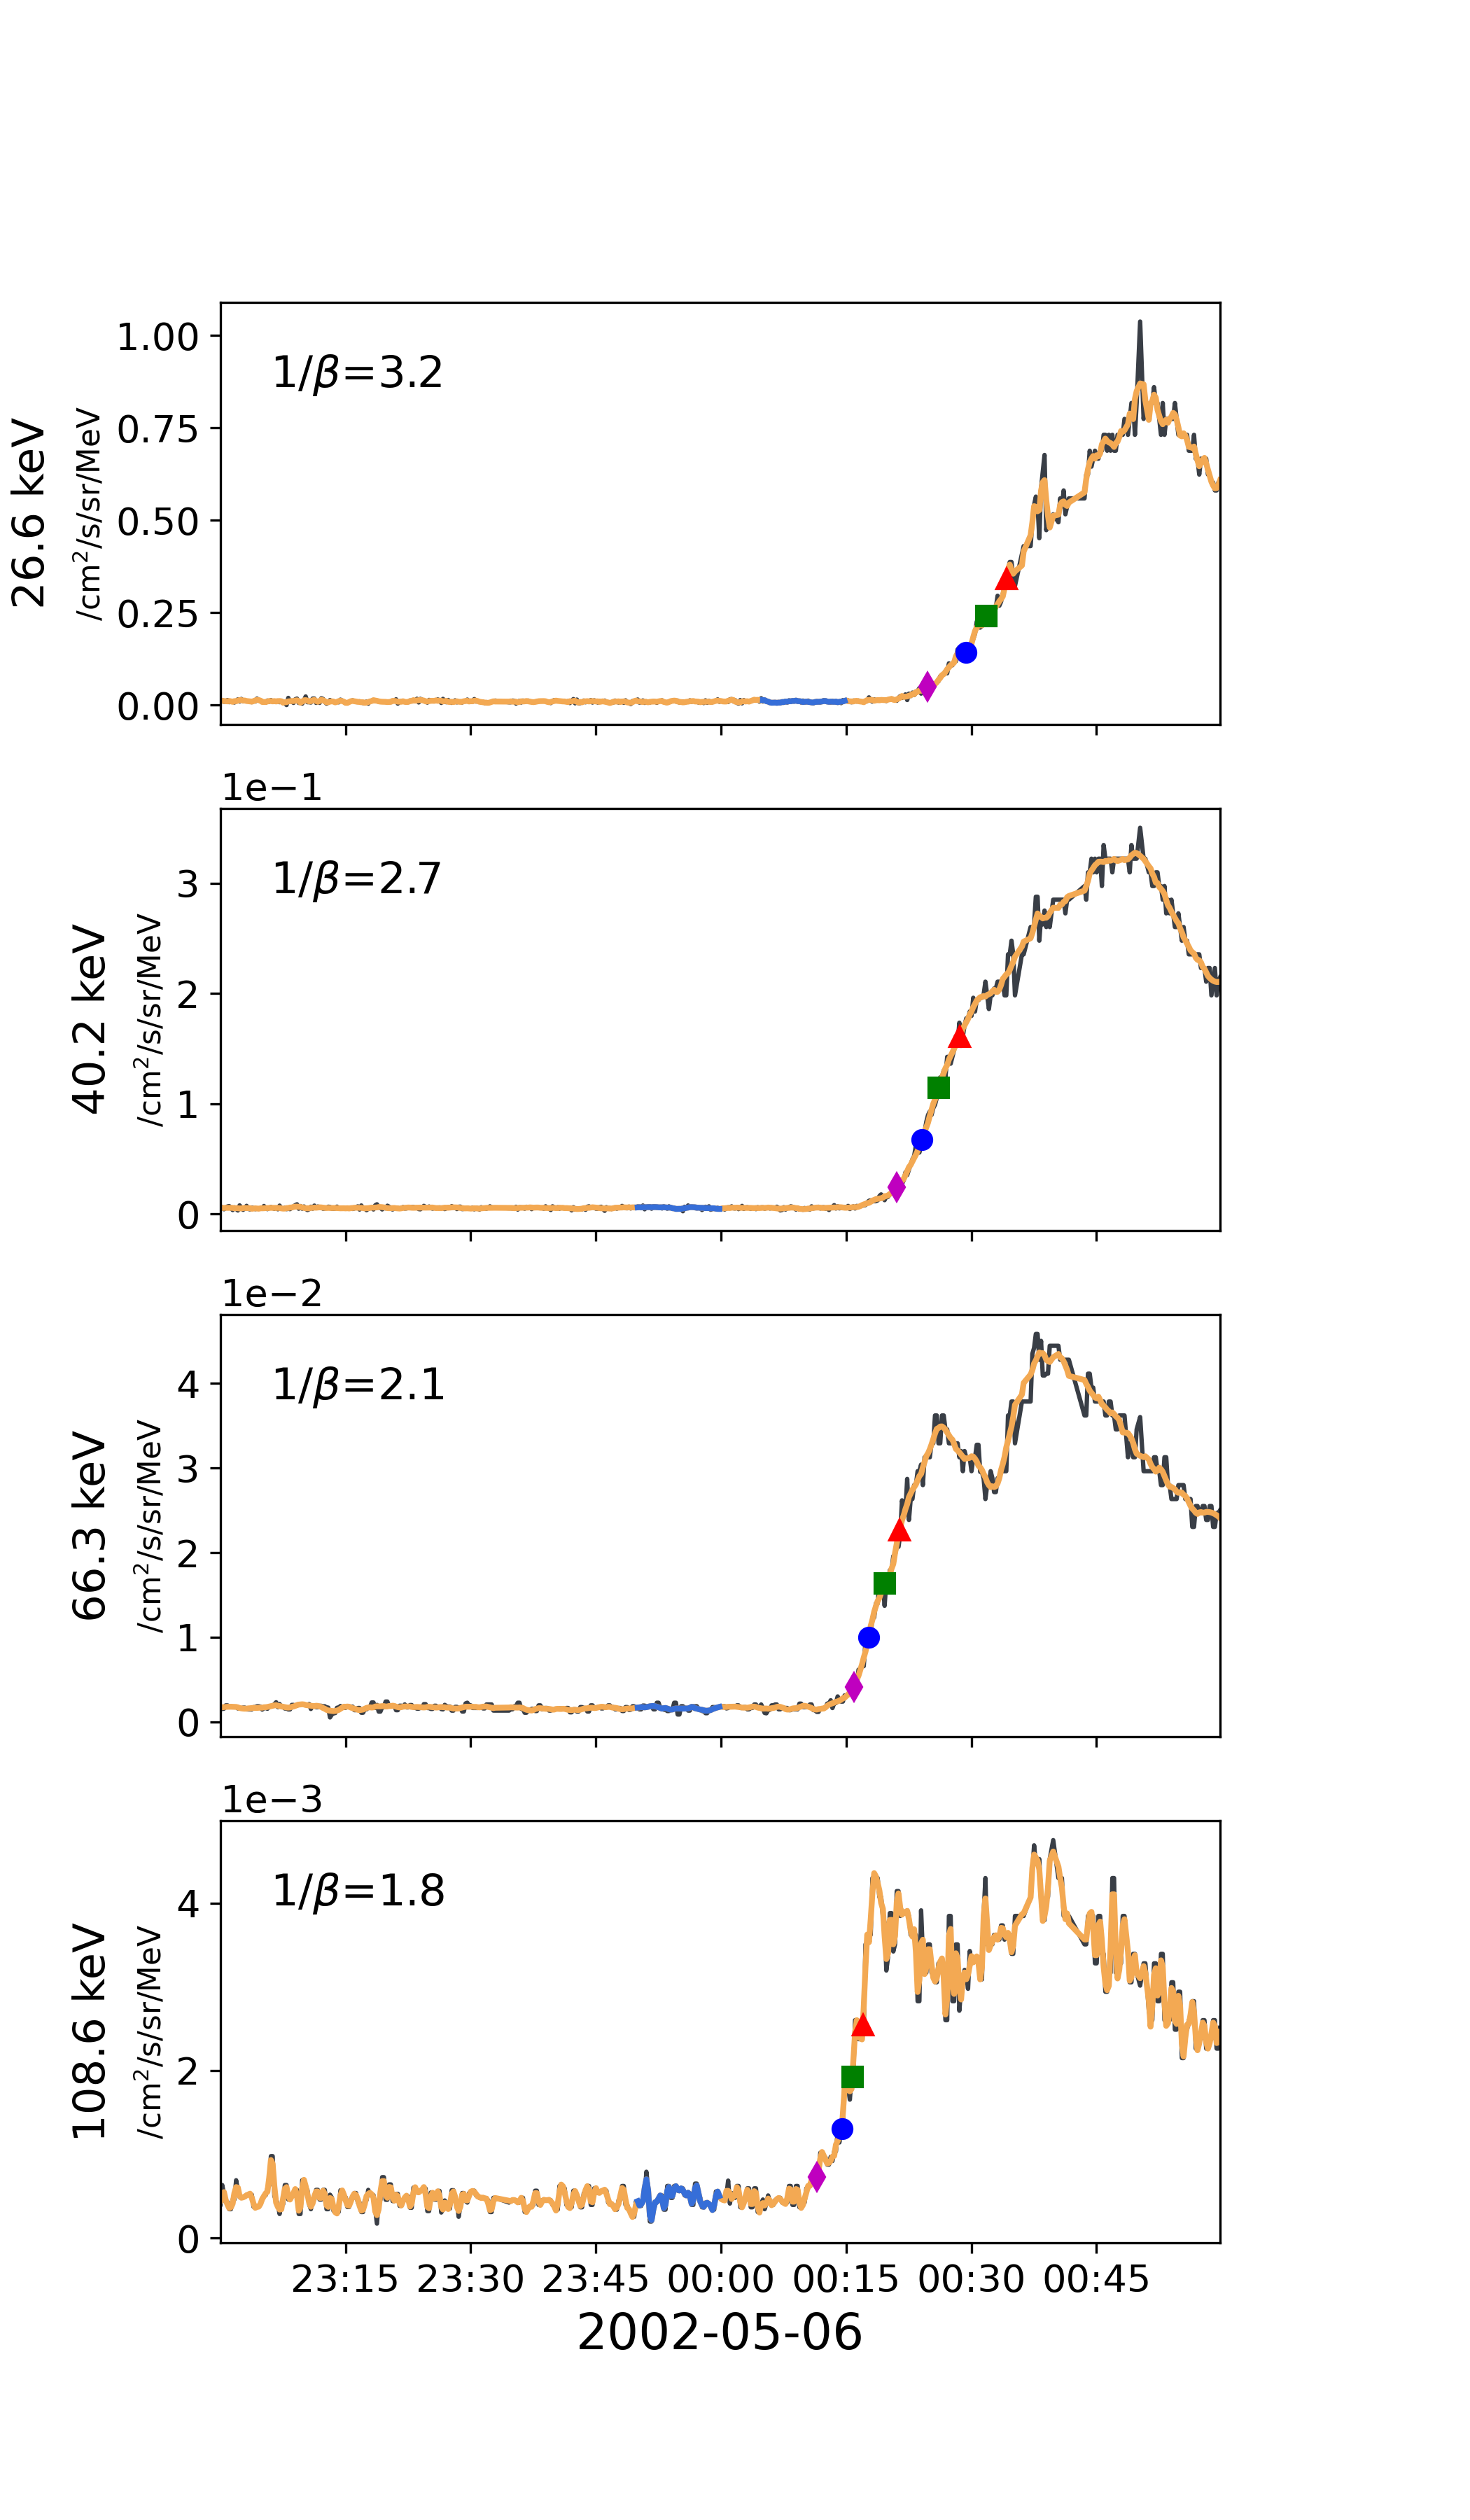 1/β=3.2
26.6 keV
/cm²/s/sr/MeV
1.00
0.75
0.50
0.25
0.00
1e−1
1/β=2.7
40.2 keV
/cm²/s/sr/MeV
3
2
1
0
1e−2
1/β=2.1
66.3 keV
/cm²/s/sr/MeV
4
3
2
1
0
1e−3
1/β=1.8
108.6 keV
/cm²/s/sr/MeV
4
2
0
23:15 23:30 23:45 00:00 00:15 00:30 00:45
2002-05-06